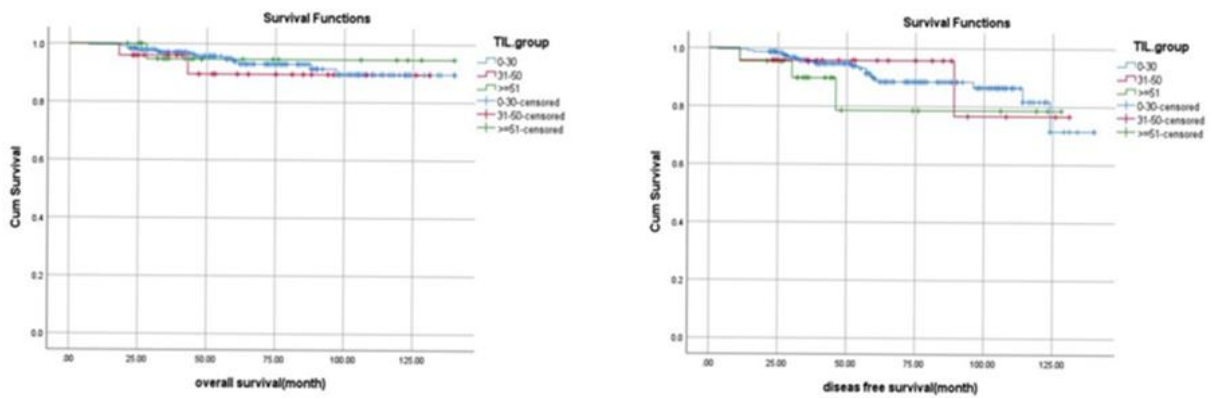 Survival Functions
TIL.group
0-30
31-50
>=51
0-30-censored
31-50-censored
>=51-censored
Cum Survival
1.0
0.8
0.6
0.4
0.2
0.0
.00 25.00 50.00 75.00 100.00 125.00
overall survival(month)
Survival Functions
TIL.group
0-30
31-50
>=51
0-30-censored
31-50-censored
>=51-censored
Cum Survival
1.0
0.8
0.6
0.4
0.2
0.0
.00 25.00 50.00 75.00 100.00 125.00
diseas free survival(month)